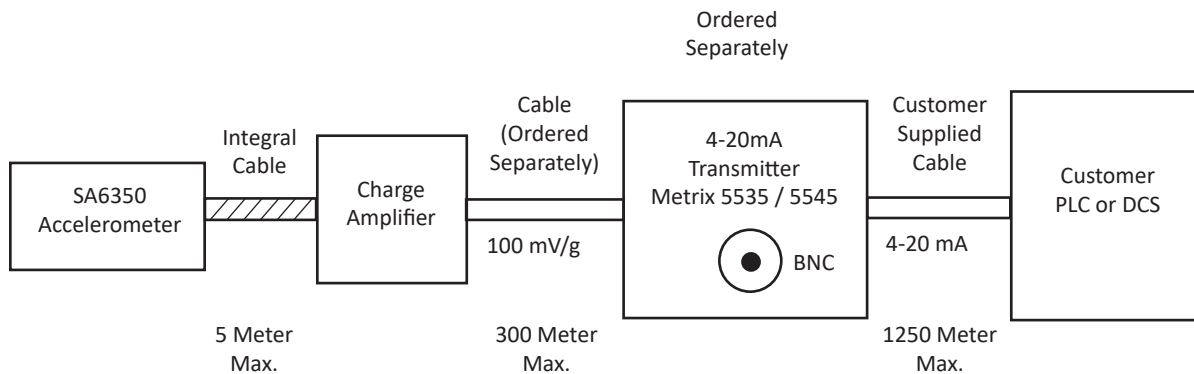 Ordered
Separately
SA6350
Accelerometer
Integral
Cable
5 Meter
Max.
Charge
Amplifier
Cable
(Ordered
Separately)
100 mV/g
300 Meter
Max.
4-20mA
Transmitter
Metrix 5535 / 5545
BNC
Customer
Supplied
Cable
4-20 mA
1250 Meter
Max.
Customer
PLC or DCS